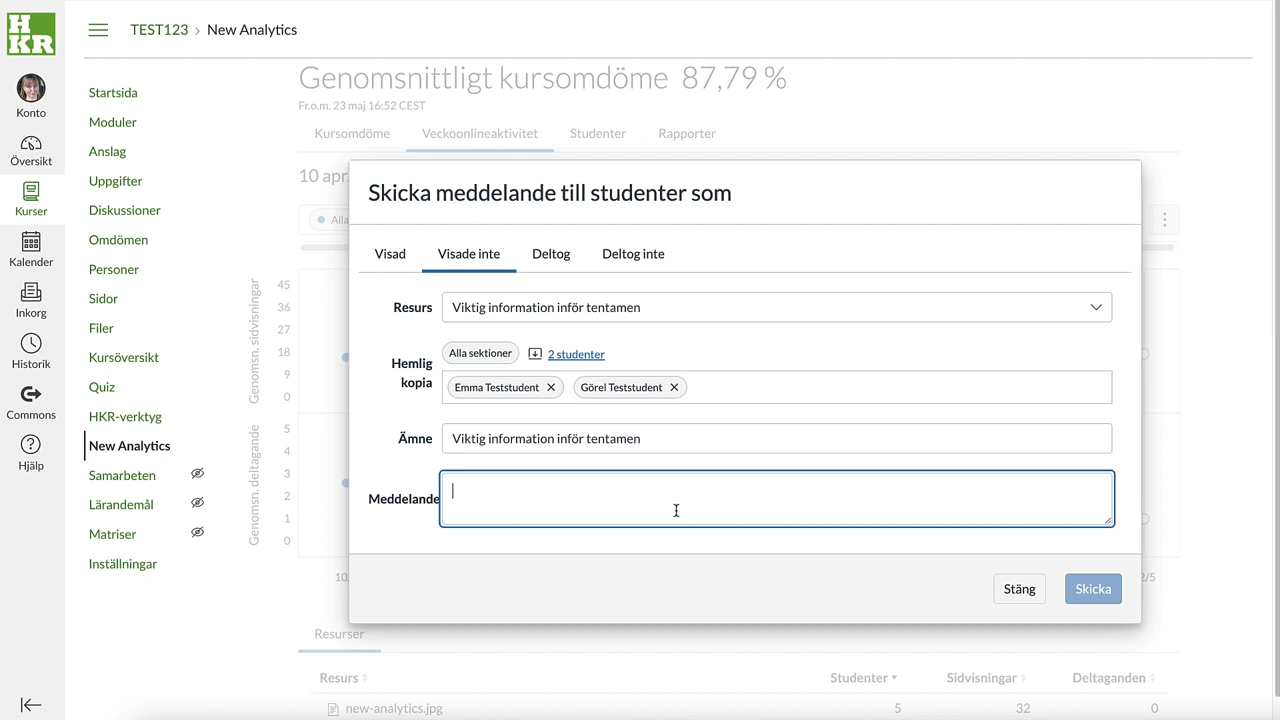 HKR
TEST123 › New Analytics
Konto
Översikt
Kurser
Kalender
Inkorg
Historik
Commons
Hjälp
Startsida
Moduler
Anslag
Uppgifter
Diskussioner
Omdömen
Personer
Sidor
Filer
Kursöversikt
Quiz
HKR-verktyg
New Analytics
Samarbeten
Lärandemål
Matriser
Inställningar
Genomsnittligt kursomdöme 87,79 %
Fr.o.m. 23 maj 16:52 CEST
Kursomdöme Veckoonlineaktivitet Studenter Rapporter
10 apr.
Alla
Genomsn. sidvisningar
45
36
27
18
9
0
Genomsn. deltagande
5
4
3
2
1
0
10.
2/5
Skicka meddelande till studenter som
Visad Visade inte Deltog Deltog inte
Resurs Viktig information inför tentamen
Alla sektioner 2 studenter
Hemlig
kopia
Emma Teststudent Görel Teststudent
Ämne Viktig information inför tentamen
Meddelande
Stäng Skicka
Resurser
Resurs Studenter Sidvisningar Deltaganden
new-analytics.jpg 5 32 0